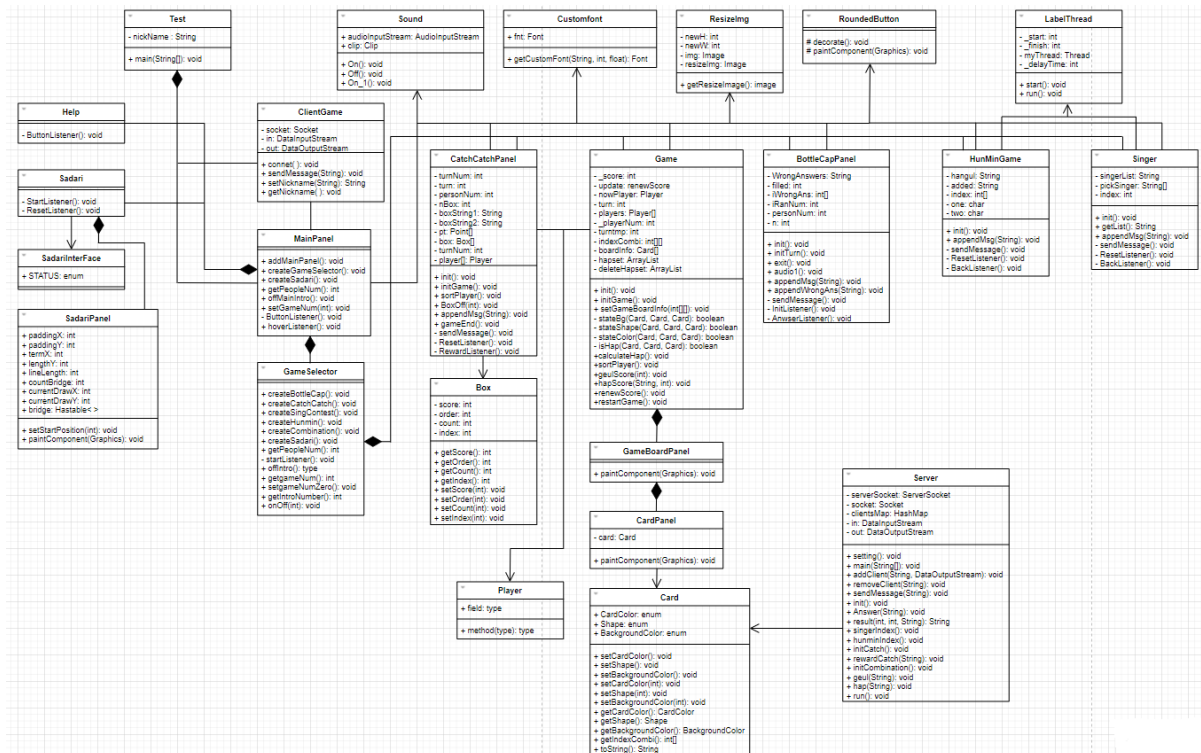 Test
- nickName : String
+ main(String[]): void
Sound
+ audioInputStream: AudioInputStream
+ clip: Clip
+ On(): void
+ Off(): void
+ On_1(): void
Customfont
+ fnt: Font
+ getCustomFont(String, int, float): Font
ResizeImg
- newH: int
- newW: int
- img: Image
- resizeImg: Image
+ getResizeImage(): image
RoundedButton
# decorate(): void
# paintComponent(Graphics): void
LabelThread
- _start: int
- _finish: int
- myThread: Thread
- _delayTime: int
+ start(): void
+ run(): void
Help
- ButtonListener(): void
ClientGame
- socket: Socket
- in: DataInputStream
- out: DataOutputStream
+ connet( ): void
+ sendMessage(String): void
+ setNickname(String): String
+ getNickname( ): void
Sadari
- StartListener(): void
- ResetListener(): void
SadariInterFace
+ STATUS: enum
SadariPanel
+ paddingX: int
+ paddingY: int
+ termX: int
+ lengthY: int
+ lineLength: int
+ countBridge: int
+ currentDrawX: int
+ currentDrawY: int
+ bridge: Hastable< >
+ setStartPosition(int): void
+ paintComponent(Graphics): void
MainPanel
+ addMainPanel(): void
+ createGameSelector(): void
+ createSadari(): void
+ getPeopleNum(): int
+ offMainIntro(): void
+ setGameNum(int): void
- ButtonListener(): void
+ hoverListener(): void
GameSelector
+ createBottleCap(): void
+ createCatchCatch(): void
+ createSingContest(): void
+ createHunmin(): void
+ createCombination(): void
+ createSadari(): void
+ getPeopleNum(): int
- startListener(): void
+ offIntro(): type
+ getgameNum(): int
+ setgameNumZero(): void
+ getIntroNumber(): int
+ onOff(int): void
CatchCatchPanel
- turnNum: int
- turn: int
- personNum: int
- nBox: int
- boxString1: String
- boxString2: String
- pt: Point[]
- box: Box[]
- turnNum: int
- player[]: Player
+ init(): void
+ initGame(): void
+ sortPlayer(): void
+ BoxOff(int): void
+ appendMsg(String): void
+ gameEnd(): void
- sendMessage(): void
- ResetListener(): void
- RewardListener(): void
Box
- score: int
- order: int
- count: int
- index: int
+ getScore(): int
+ getOrder(): int
+ getCount(): int
+ getIndex(): int
+ setScore(int): void
+ setOrder(int): void
+ setCount(int): void
+ setIndex(int): void
Player
+ field: type
+ method(type): type
Game
- _score: int
- update: renewScore
- nowPlayer: Player
- turn: int
- players: Player[]
- _playerNum: int
- turntmp: int
- indexCombi: int[][]
- boardInfo: Card[]
- hapset: ArrayList
- deleteHapset: ArrayList
+ init(): void
+ initGame(): void
+ setGameBoardInfo(int[][]): void
- stateBg(Card, Card, Card): boolean
- stateShape(Card, Card, Card): boolean
- stateColor(Card, Card, Card): boolean
- isHap(Card, Card, Card): boolean
+calculateHap(): void
+ sortPlayer(): void
+geulScore(int): void
+ hapScore(String, int): void
+renewScore(): void
+restartGame(): void
GameBoardPanel
+ paintComponent(Graphics): void
CardPanel
- card: Card
+ paintComponent(Graphics): void
Card
+ CardColor: enum
+ Shape: enum
+ BackgroundColor: enum
+ setCardColor(): void
+ setShape(): void
+ setBackgroundColor(): void
+ setCardColor(int): void
+ setShape(int): void
+ setBackgroundColor(int): void
+ getCardColor(): CardColor
+ getShape(): Shape
+ getBackgroundColor(): BackgroundColor
+ getIndexCombi(): int[]
+ toString(): String
BottleCapPanel
- WrongAnswers: String
- filled: int
- iWrongAns: int[]
- iRanNum: int
- personNum: int
- n: int
+ init(): void
+ initTurn(): void
+ exit(): void
+ audio1(): void
+ appendMsg(String): void
+ appendWrongAns(String): void
- sendMessage(): void
- InitListener(): void
- AnwserListener(): void
HunMinGame
- hangul: String
- added: String
- index: int[]
- one: char
- two: char
+ init(): void
+ appendMsg(String): void
- sendMessage(): void
- ResetListener(): void
- BackListener(): void
Singer
- singerList: String
- pickSinger: String[]
- index: int
+ init(): void
+ getList(): String
+ appendMsg(String): void
- sendMessage(): void
- ResetListener(): void
- BackListener(): void
Server
- serverSocket: ServerSocket
- socket: Socket
- clientsMap: HashMap
- in: DataInputStream
- out: DataOutputStream
+ setting(): void
+ main(String[]): void
+ addClient(String, DataOutputStream): void
+ removeClient(String): void
+ sendMessage(String): void
+ init(): void
+ Answer(String): void
+ result(int, int, String): String
+ singerIndex(): void
+ hunminIndex(): void
+ initCatch(): void
+ rewardCatch(String): void
+ initCombination(): void
+ geul(String): void
+ hap(String): void
+ run(): void